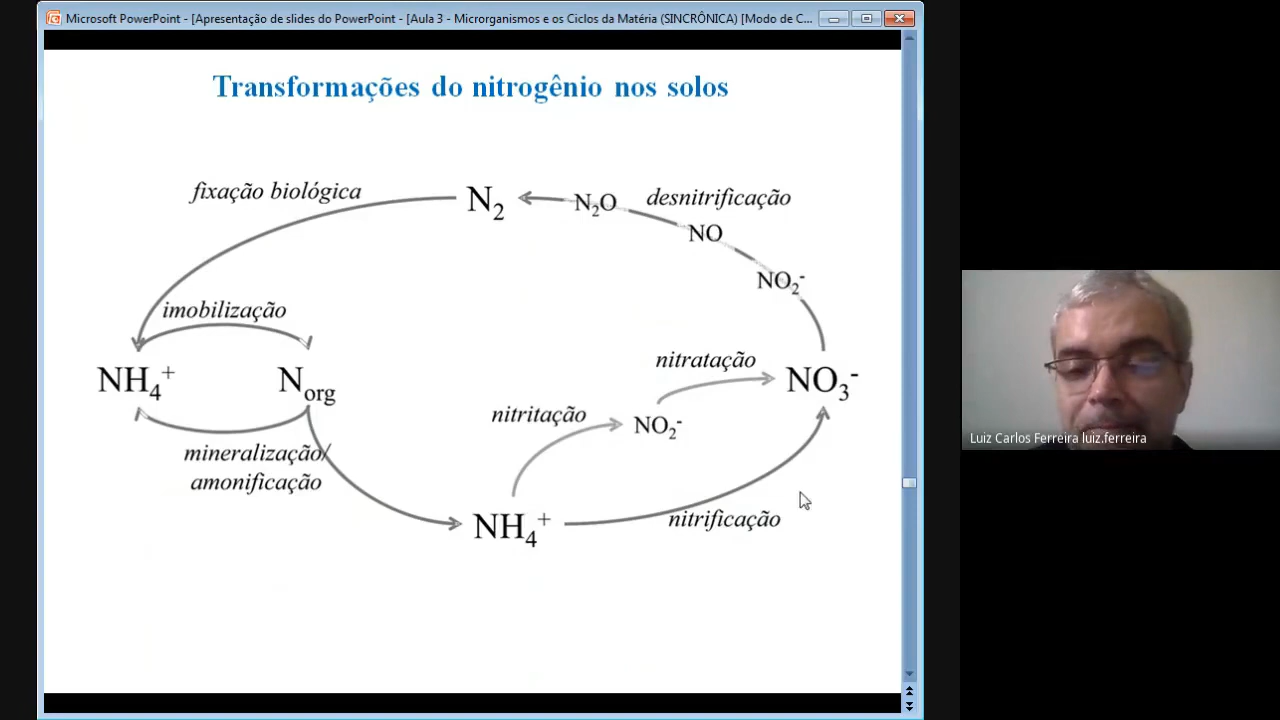 Microsoft PowerPoint - [Apresentação de slides do PowerPoint - [Aula 3 - Microrganismos e os Ciclos da Matéria (SINCRÔNICA) [Modo de C...
Transformações do nitrogênio nos solos
fixação biológica
N₂
N₂O
desnitrificação
NO
NO₂⁻
imobilização
NH₄⁺
N org
nitratação
NO₃⁻
nitritação
NO₂⁻
mineralização/
amonificação
NH₄⁺
nitrificação
Luiz Carlos Ferreira luiz.ferreira